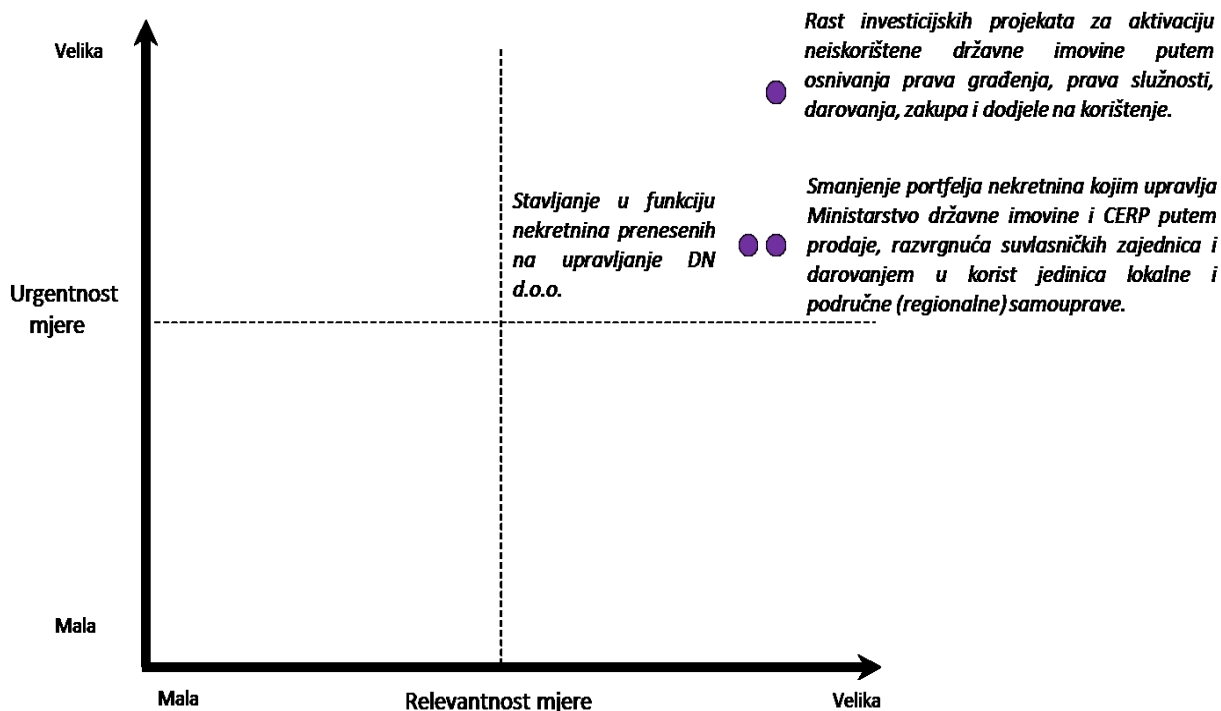 Velika
Rast investicijskih projekata za aktivaciju
neiskorištene državne imovine putem
osnivanja prava građenja, prava služnosti,
darovanja, zakupa i dodjele na korištenje.
Stavljanje u funkciju
nekretnina prenesenih
na upravljanje DN
d.o.o.
Smanjenje portfelja nekretnina kojim upravlja
Ministarstvo državne imovine i CERP putem
prodaje, razvrgnuća suvlasničkih zajednica i
darovanjem u korist jedinica lokalne i
područne (regionalne) samouprave.
Urgentnost
mjere
Mala
Mala
Relevantnost mjere
Velika